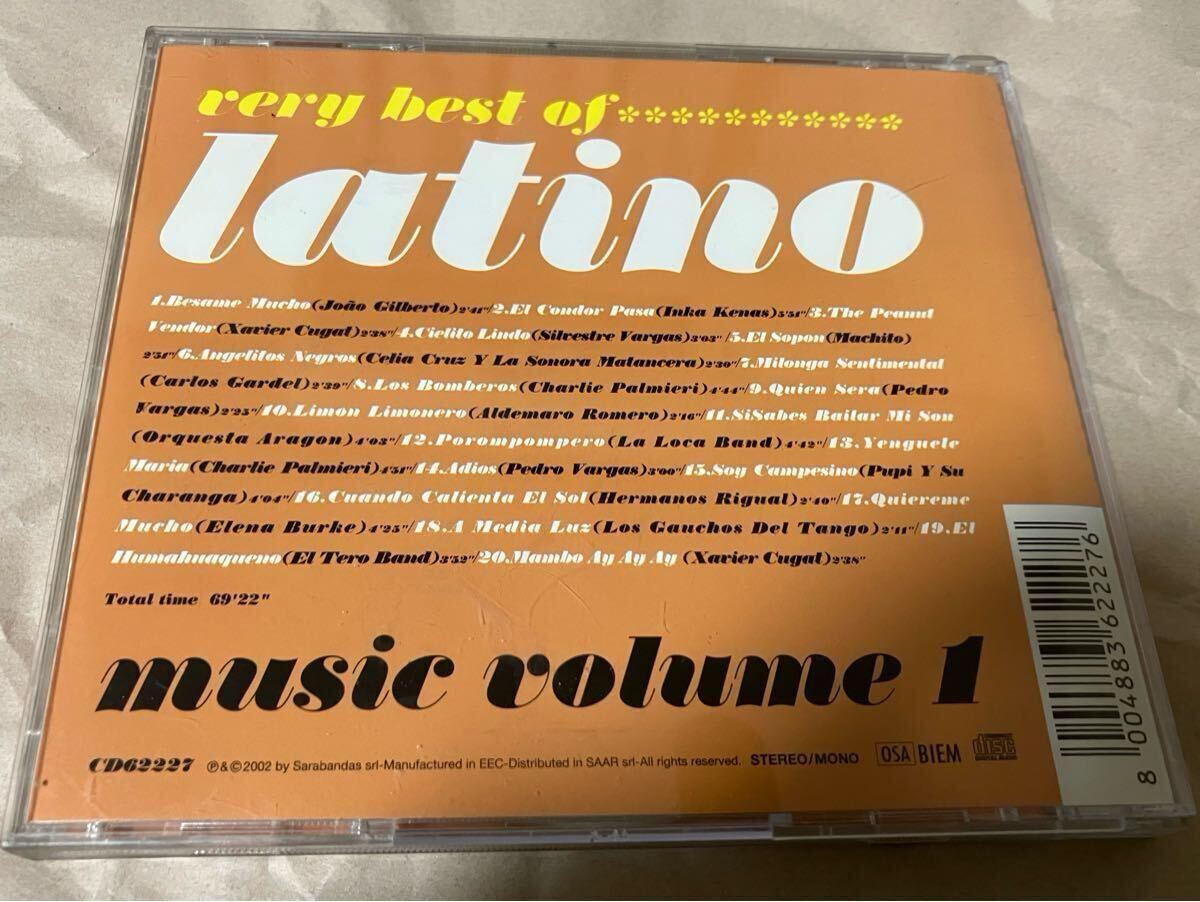 very best of ***********
latino
1.Besame Mucho(João Gilberto)2'41"/2.El Condor Pasa(Inka Kenas)5'51"/3.The Peanut
Vendor(Xavier Cugat)2'38"/4.Cielito Lindo(Silvestre Vargas)3'03"/5.El Sopon(Machito)
2'51"/6.Angelitos Negros(Celia Cruz Y La Sonora Matancera)2'30"/7.Milonga Sentimental
(Carlos Gardel)2'39"/8.Los Bomberos(Charlie Palmieri)4'44"/9.Quien Sera(Pedro
Vargas)2'25"/10.Limon Limonero(Aldemaro Romero)2'16"/11.SiSabes Bailar Mi Son
(Orquesta Aragon)4'03"/12.Porompompero(La Loca Band)4'42"/13.Yenguele
Maria(Charlie Palmieri)4'51"/14.Adios(Pedro Vargas)3'00"/15.Soy Campesino(Pupi Y Su
Charanga)4'04"/16.Cuando Calienta El Sol(Hermanos Rigual)2'40"/17.Quiereme
Mucho(Elena Burke)4'25"/18.A Media Luz(Los Gauchos Del Tango)2'11"/19.El
Humahuaqueno(El Tero Band)3'52"/20.Mambo Ay Ay Ay (Xavier Cugat)2'38"
Total time 69'22"
music volume 1
CD62227 ℗&©2002 by Sarabandas srl-Manufactured in EEC-Distributed in SAAR srl-All rights reserved. STEREO/MONO OSA BIEM COMPACT disc DIGITAL AUDIO
8 004883 622276